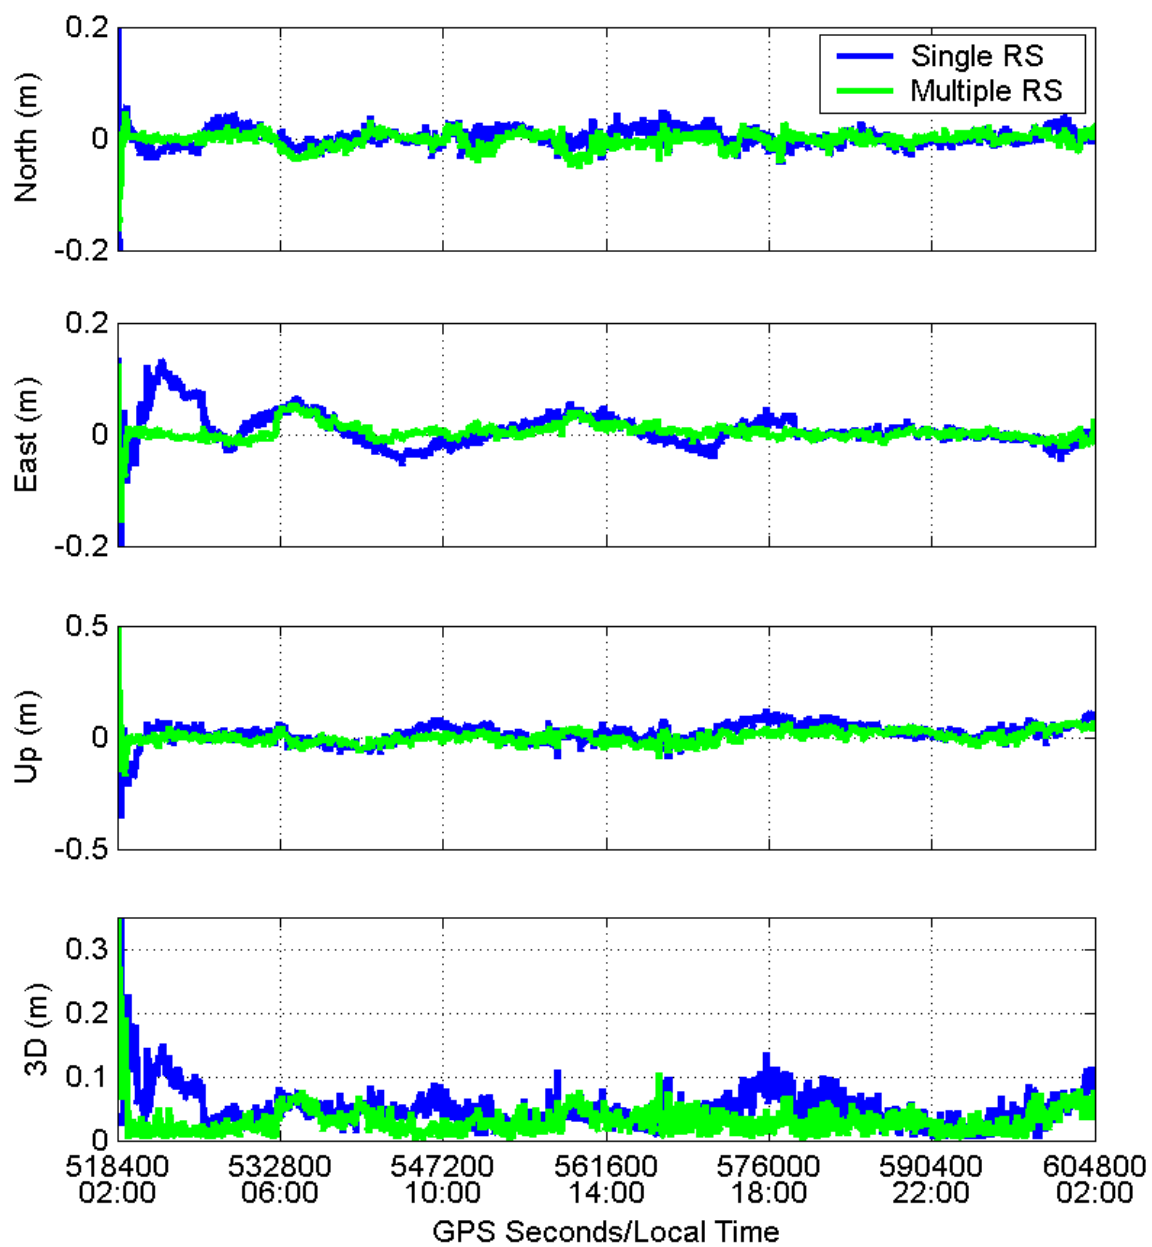 0.2
Single RS
Multiple RS
North (m)
0
-0.2
0.2
East (m)
0
-0.2
0.5
Up (m)
0
-0.5
0.3
0.2
3D (m)
0.1
0
518400 532800 547200 561600 576000 590400 604800
02:00 06:00 10:00 14:00 18:00 22:00 02:00
GPS Seconds/Local Time